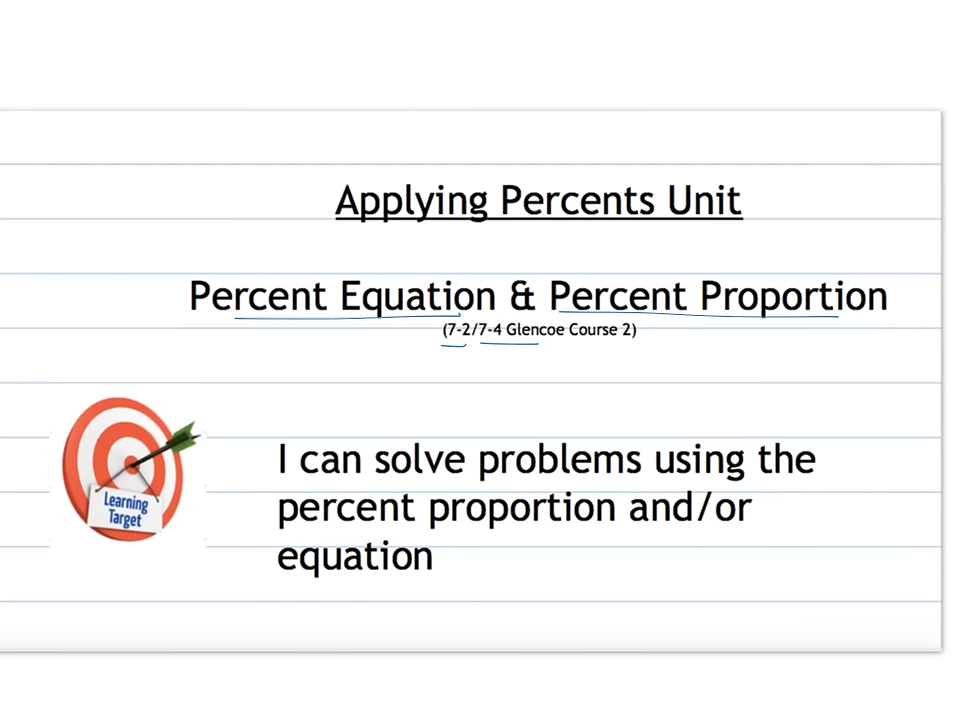 Applying Percents Unit
Percent Equation & Percent Proportion
(7-2/7-4 Glencoe Course 2)
I can solve problems using the
percent proportion and/or
equation
Learning
Target